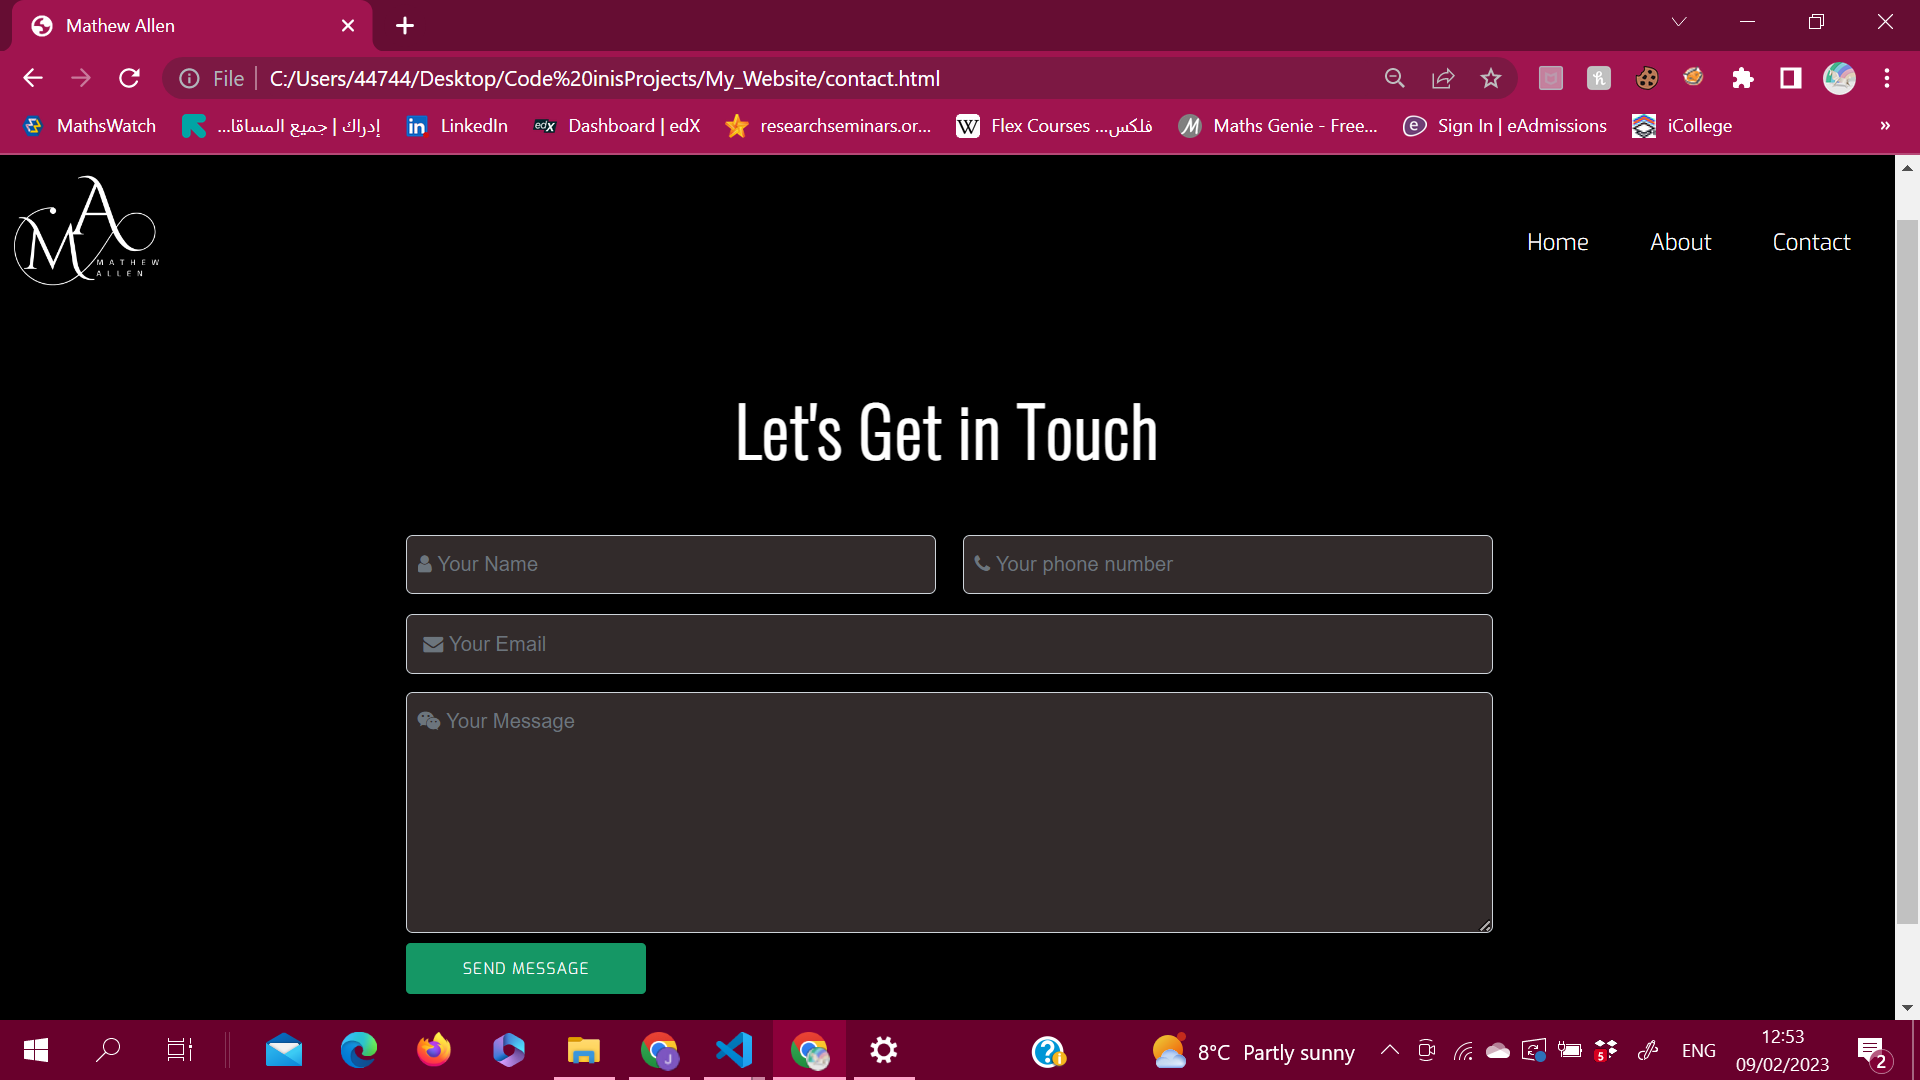 Mathew Allen
File
C:/Users/44744/Desktop/Code%20inisProjects/My_Website/contact.html
MathsWatch
إدراك | جميع المساقا...
LinkedIn
edX
Dashboard | edX
researchseminars.or...
W
Flex Courses ...فلكس
M
Maths Genie - Free...
e
Sign In | eAdmissions
iCollege
»
MA
MATHEW
ALLEN
Home
About
Contact
Let's Get in Touch
Your Name
Your phone number
Your Email
Your Message
SEND MESSAGE
J
8°C Partly sunny
5
ENG
12:53
09/02/2023
2